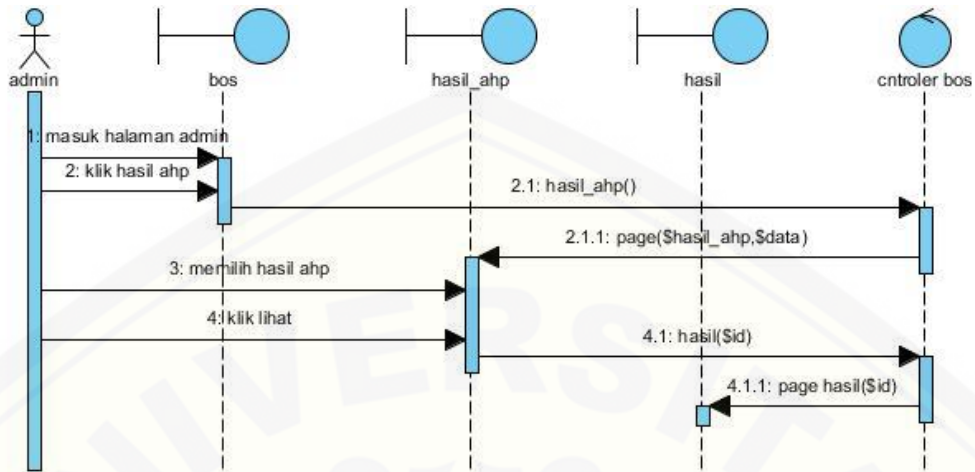 admin
bos
hasil_ahp
hasil
cntroler bos
1: masuk halaman admin
2: klik hasil ahp
2.1: hasil_ahp()
2.1.1: page($hasil_ahp,$data)
3: memilih hasil ahp
4: klik lihat
4.1: hasil($id)
4.1.1: page hasil($id)